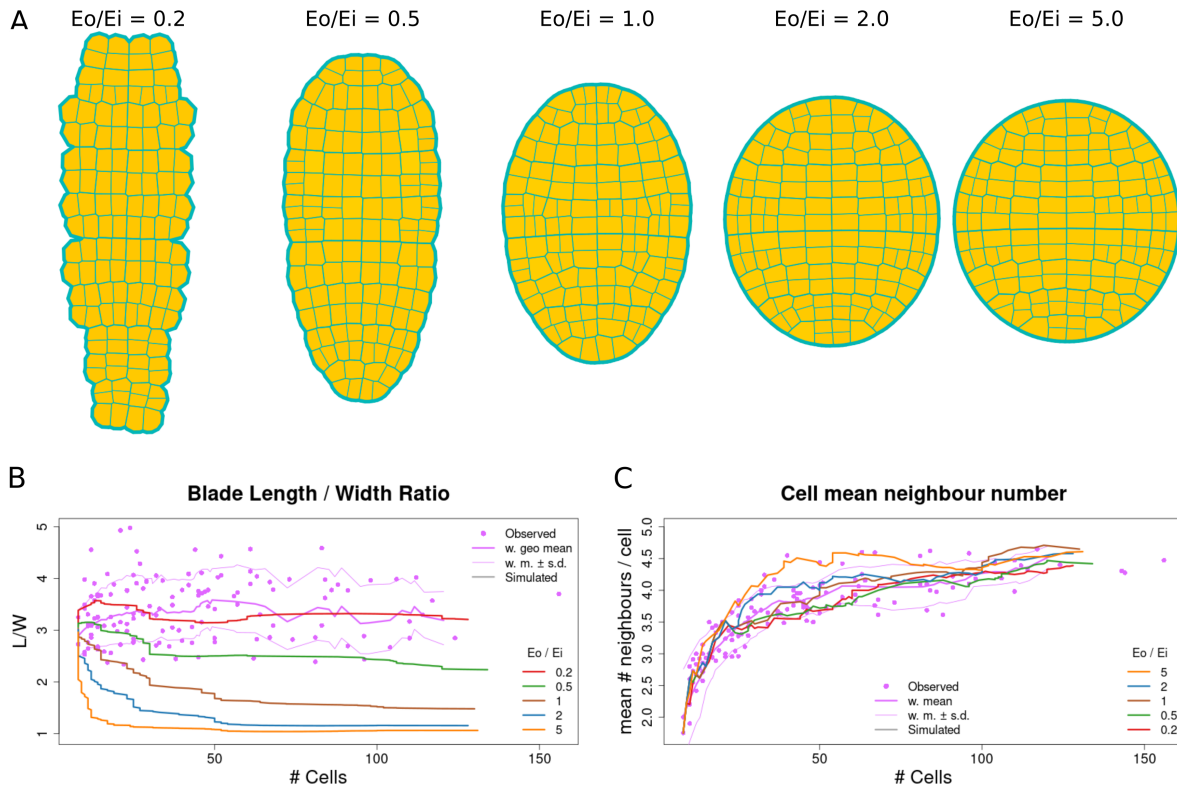 A
Eo/Ei = 0.2
Eo/Ei = 0.5
Eo/Ei = 1.0
Eo/Ei = 2.0
Eo/Ei = 5.0
B
Blade Length / Width Ratio
L/W
5
4
3
2
1
Observed
w. geo mean
w. m. ± s.d.
Simulated
Eo / Ei
0.2
0.5
1
2
5
50
100
150
# Cells
C
Cell mean neighbour number
mean # neighbours / cell
5.0
4.5
4.0
3.5
3.0
2.5
2.0
Observed
w. mean
w. m. ± s.d.
Simulated
Eo / Ei
5
2
1
0.5
0.2
50
100
150
# Cells